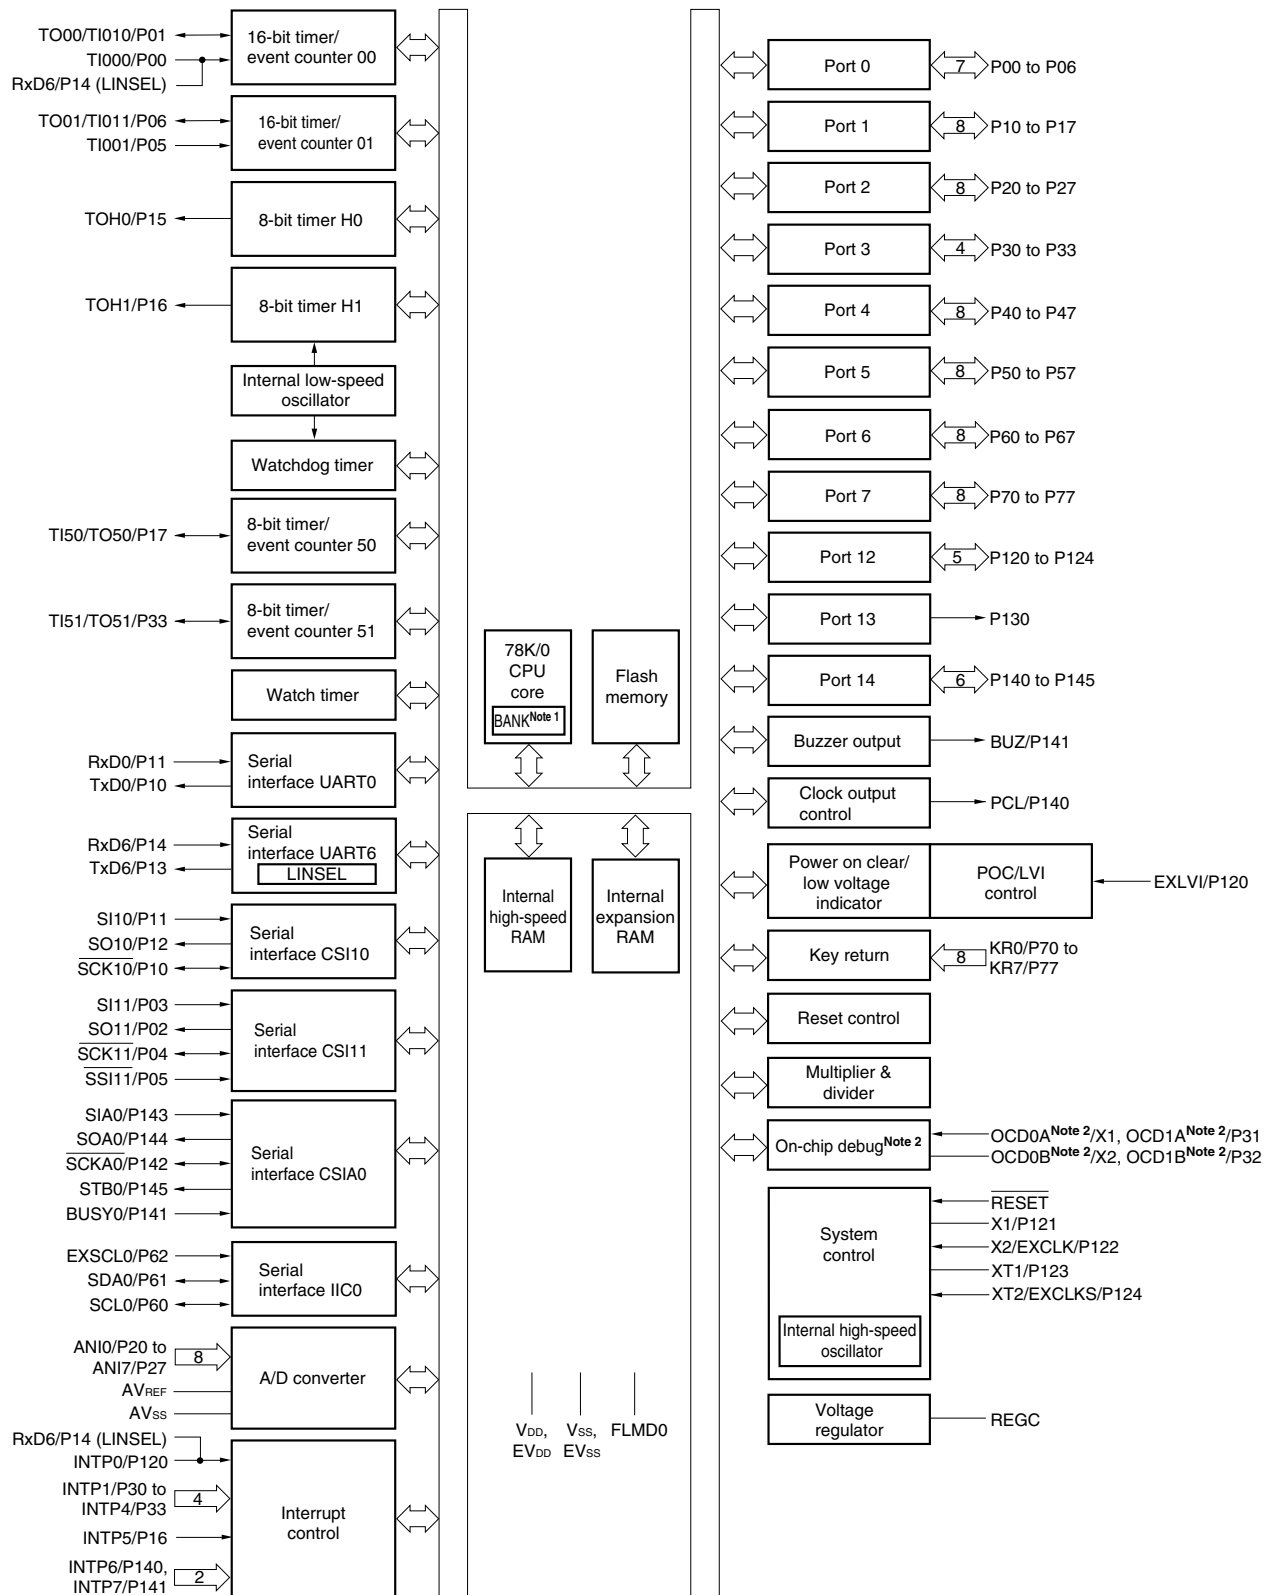 TO00/TI010/P01
TI000/P00
RxD6/P14 (LINSEL)
16-bit timer/
event counter 00
TO01/TI011/P06
TI001/P05
16-bit timer/
event counter 01
TOH0/P15
8-bit timer H0
TOH1/P16
8-bit timer H1
Internal low-speed
oscillator
Watchdog timer
TI50/TO50/P17
8-bit timer/
event counter 50
TI51/TO51/P33
8-bit timer/
event counter 51
Watch timer
RxD0/P11
TxD0/P10
Serial
interface UART0
RxD6/P14
TxD6/P13
Serial
interface UART6
LINSEL
SI10/P11
SO10/P12
SCK10/P10
Serial
interface CSI10
SI11/P03
SO11/P02
SCK11/P04
SSI11/P05
Serial
interface CSI11
SIA0/P143
SOA0/P144
SCKA0/P142
STB0/P145
BUSY0/P141
Serial
interface CSIA0
EXSCL0/P62
SDA0/P61
SCL0/P60
Serial
interface IIC0
ANI0/P20 to
ANI7/P27
8
AVREF
AVSS
A/D converter
RxD6/P14 (LINSEL)
INTP0/P120
INTP1/P30 to
INTP4/P33
4
INTP5/P16
INTP6/P140,
INTP7/P141
2
Interrupt
control
78K/0
CPU
core
BANKNote 1
Flash
memory
Internal
high-speed
RAM
Internal
expansion
RAM
VDD,
EVDD
VSS,
EVSS
FLMD0
Port 0
7
P00 to P06
Port 1
8
P10 to P17
Port 2
8
P20 to P27
Port 3
4
P30 to P33
Port 4
8
P40 to P47
Port 5
8
P50 to P57
Port 6
8
P60 to P67
Port 7
8
P70 to P77
Port 12
5
P120 to P124
Port 13
P130
Port 14
6
P140 to P145
Buzzer output
BUZ/P141
Clock output
control
PCL/P140
Power on clear/
low voltage
indicator
POC/LVI
control
EXLVI/P120
Key return
8
KR0/P70 to
KR7/P77
Reset control
Multiplier &
divider
On-chip debugNote 2
OCD0ANote 2/X1, OCD1ANote 2/P31
OCD0BNote 2/X2, OCD1BNote 2/P32
System
control
Internal high-speed
oscillator
RESET
X1/P121
X2/EXCLK/P122
XT1/P123
XT2/EXCLKS/P124
Voltage
regulator
REGC